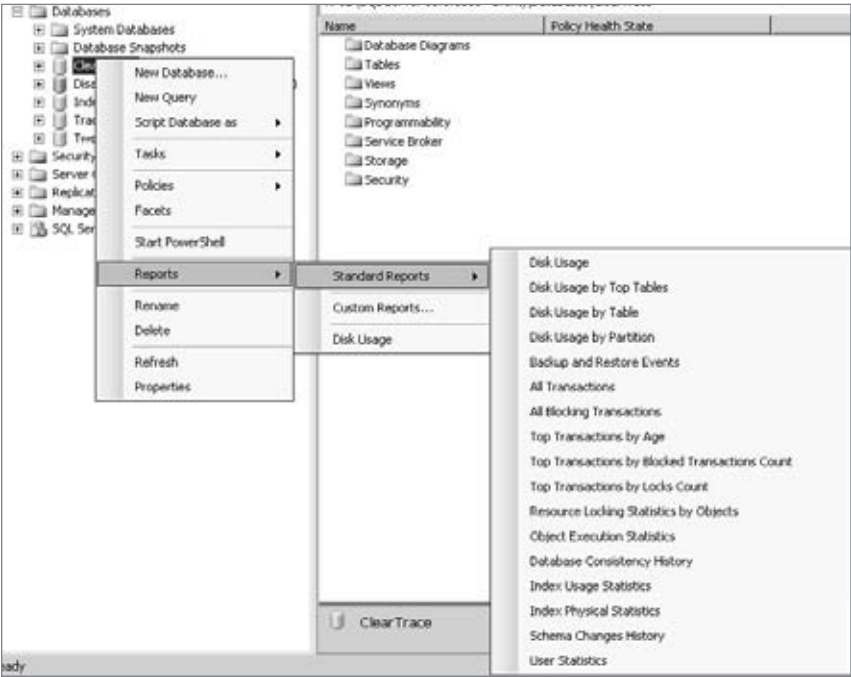 Databases
System Databases
Database Snapshots
Disa
Inde
Trac
Security
Server
Replicat
Manage
SQL Ser
Name
Policy Health State
Database Diagrams
Tables
Views
Synonyms
Programmability
Service Broker
Storage
Security
New Database...
New Query
Script Database as
Tasks
Policies
Facets
Start PowerShell
Reports
Rename
Delete
Refresh
Properties
Standard Reports
Custom Reports...
Disk Usage
Disk Usage
Disk Usage by Top Tables
Disk Usage by Table
Disk Usage by Partition
Backup and Restore Events
All Transactions
All Blocking Transactions
Top Transactions by Age
Top Transactions by Blocked Transactions Count
Top Transactions by Locks Count
Resource Locking Statistics by Objects
Object Execution Statistics
Database Consistency History
Index Usage Statistics
Index Physical Statistics
Schema Changes History
User Statistics
ClearTrace
eady